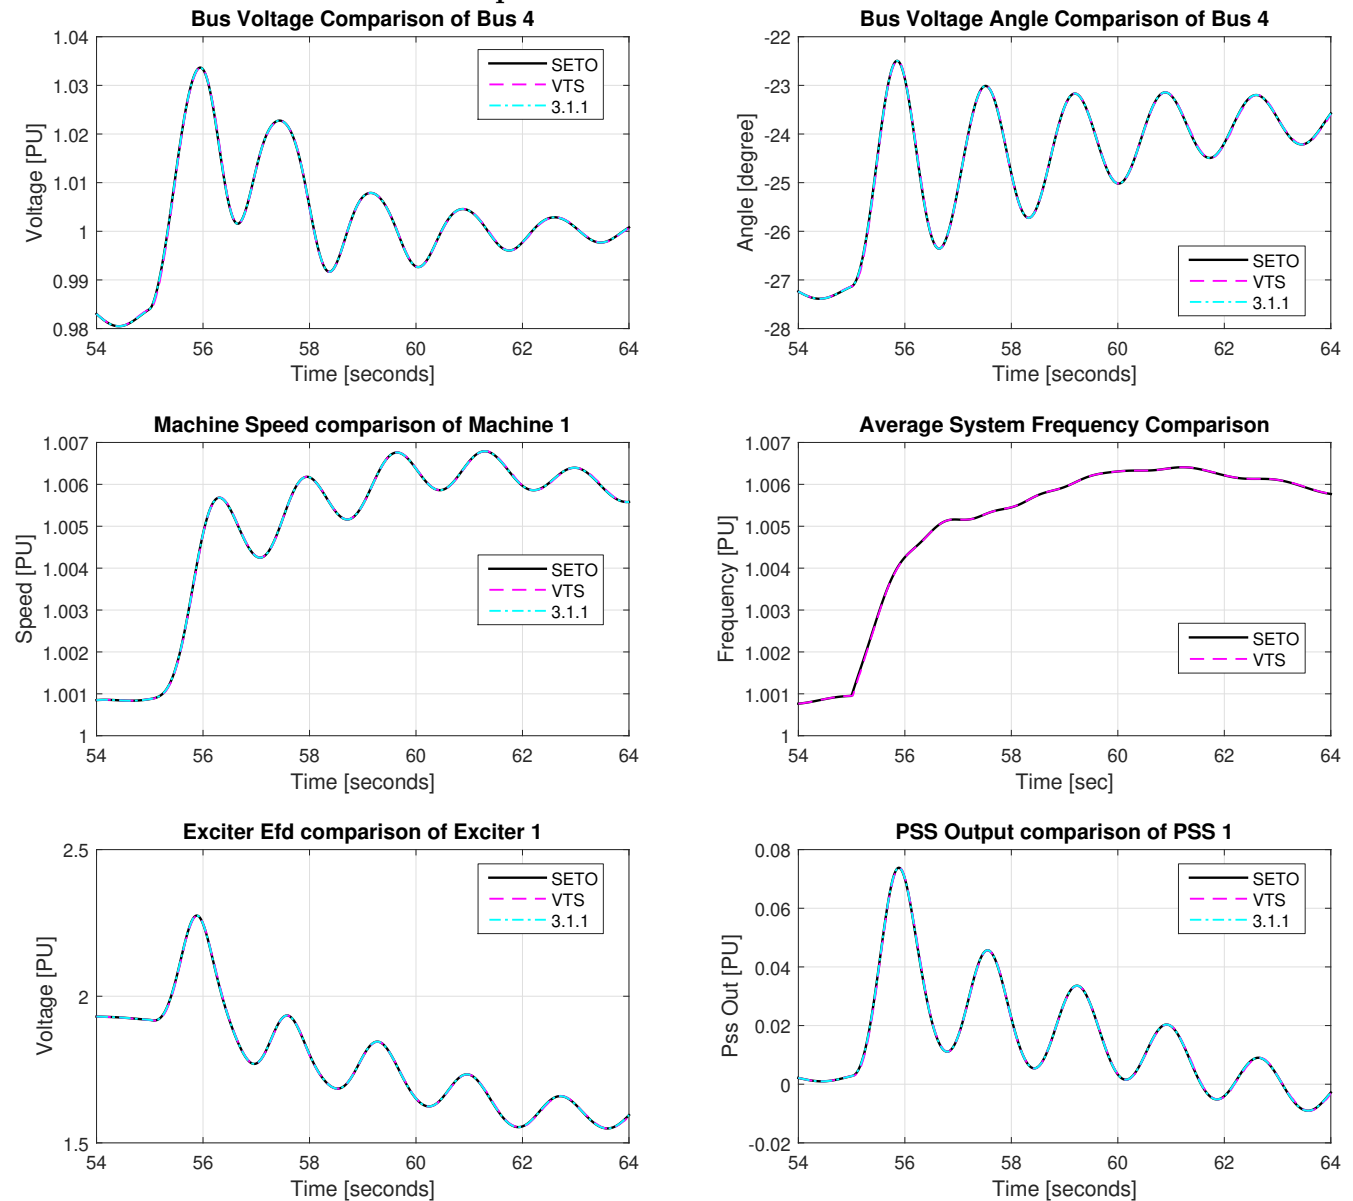 Bus Voltage Comparison of Bus 4
1.04
1.03
1.02
1.01
1
0.99
0.98
Voltage [PU]
SETO
VTS
3.1.1
54
56
58
60
62
64
Time [seconds]
Bus Voltage Angle Comparison of Bus 4
-22
-23
-24
-25
-26
-27
-28
Angle [degree]
SETO
VTS
3.1.1
54
56
58
60
62
64
Time [seconds]
Machine Speed comparison of Machine 1
1.007
1.006
1.005
1.004
1.003
1.002
1.001
1
Speed [PU]
SETO
VTS
3.1.1
54
56
58
60
62
64
Time [seconds]
Average System Frequency Comparison
1.007
1.006
1.005
1.004
1.003
1.002
1.001
1
Frequency [PU]
SETO
VTS
54
56
58
60
62
64
Time [sec]
Exciter Efd comparison of Exciter 1
2.5
2
1.5
Voltage [PU]
SETO
VTS
3.1.1
54
56
58
60
62
64
Time [seconds]
PSS Output comparison of PSS 1
0.08
0.06
0.04
0.02
0
-0.02
Pss Out [PU]
SETO
VTS
3.1.1
54
56
58
60
62
64
Time [seconds]